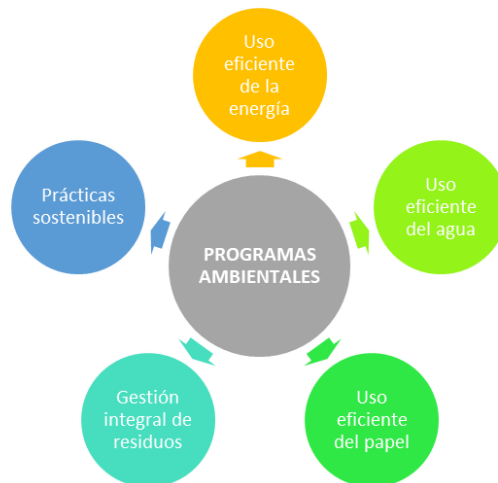 Uso
eficiente
de la
energía
Prácticas
sostenibles
Uso
eficiente
del agua
PROGRAMAS
AMBIENTALES
Gestión
integral de
residuos
Uso
eficiente
del papel